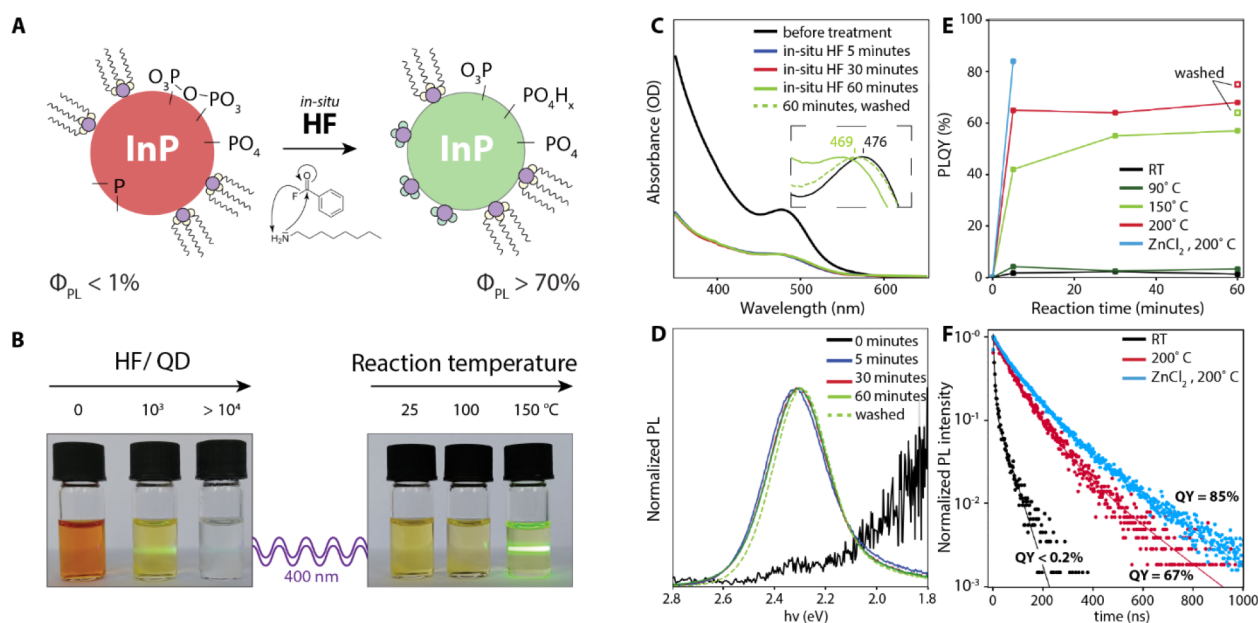 A
O₃P
O
PO₃
PO₄
P
InP
in-situ
HF
O
F
H₂N
O₃P
PO₄Hₓ
PO₄
InP
Φ_PL < 1%
Φ_PL > 70%
B
HF/ QD
0 10³ > 10⁴
400 nm
Reaction temperature
25 100 150 °C
C
before treatment
in-situ HF 5 minutes
in-situ HF 30 minutes
in-situ HF 60 minutes
60 minutes, washed
469 476
Absorbance (OD)
400 500 600
Wavelength (nm)
D
0 minutes
5 minutes
30 minutes
60 minutes
washed
Normalized PL
2.8 2.6 2.4 2.2 2.0 1.8
hν (eV)
E
100
80
60
40
20
0
PLQY (%)
washed
RT
90° C
150° C
200° C
ZnCl₂ , 200° C
0 20 40 60
Reaction time (minutes)
F
10⁻⁰
10⁻¹
10⁻²
10⁻³
Normalized PL intensity
RT
200° C
ZnCl₂, 200° C
QY = 85%
QY < 0.2%
QY = 67%
0 200 400 600 800 1000
time (ns)